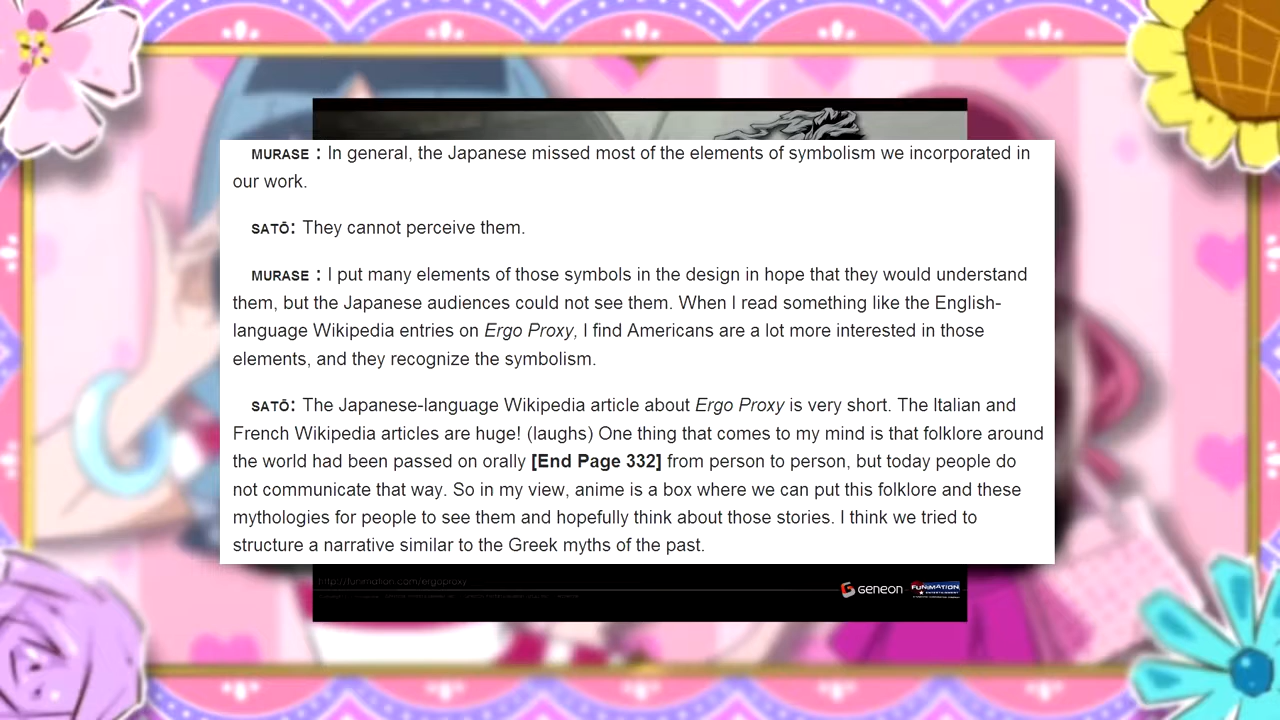 MURASE : In general, the Japanese missed most of the elements of symbolism we incorporated in
our work.
SATŌ: They cannot perceive them.
MURASE : I put many elements of those symbols in the design in hope that they would understand
them, but the Japanese audiences could not see them. When I read something like the English-
language Wikipedia entries on Ergo Proxy, I find Americans are a lot more interested in those
elements, and they recognize the symbolism.
SATŌ: The Japanese-language Wikipedia article about Ergo Proxy is very short. The Italian and
French Wikipedia articles are huge! (laughs) One thing that comes to my mind is that folklore around
the world had been passed on orally [End Page 332] from person to person, but today people do
not communicate that way. So in my view, anime is a box where we can put this folklore and these
mythologies for people to see them and hopefully think about those stories. I think we tried to
structure a narrative similar to the Greek myths of the past.
http://funimation.com/ergoproxy
GENEON FUNIMATION